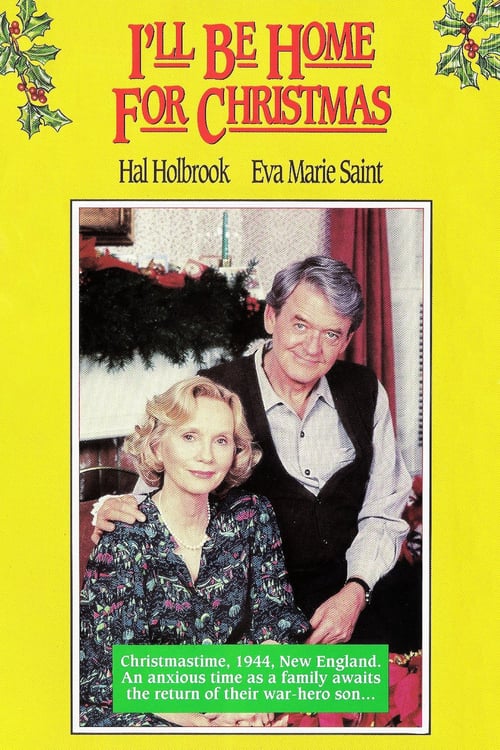 I'll Be Home
For Christmas
Hal Holbrook Eva Marie Saint
Christmastime, 1944, New England.
An anxious time as a family awaits
the return of their war-hero son...